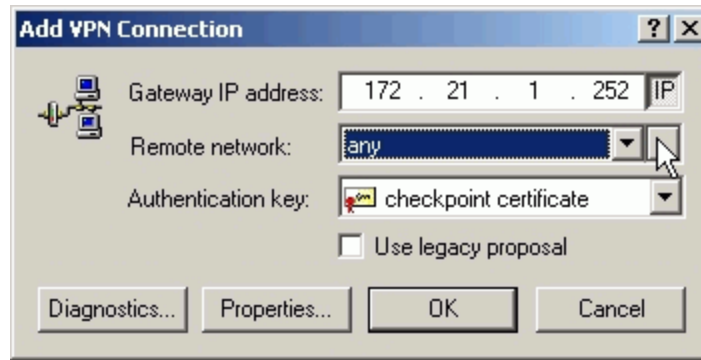 Add VPN Connection
Gateway IP address: 172 . 21 . 1 . 252 IP
Remote network: any
Authentication key: checkpoint certificate
Use legacy proposal
Diagnostics... Properties... OK Cancel